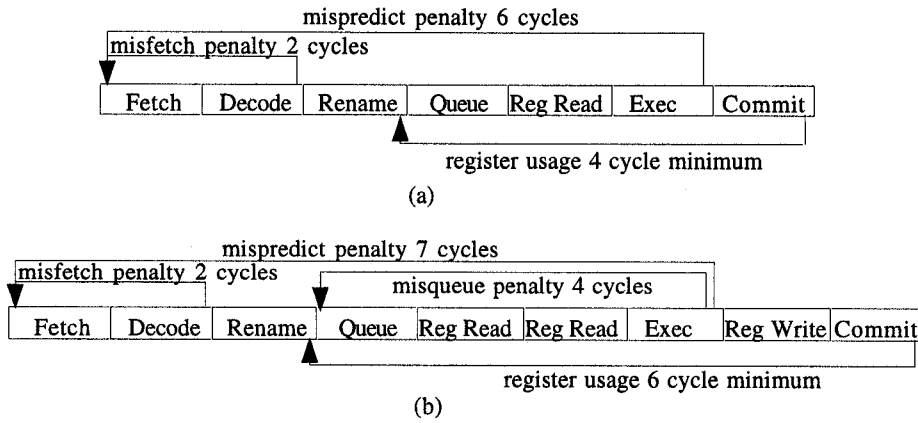 mispredict penalty 6 cycles
misfetch penalty 2 cycles
Fetch Decode Rename Queue Reg Read Exec Commit
register usage 4 cycle minimum
(a)
mispredict penalty 7 cycles
misfetch penalty 2 cycles
misqueue penalty 4 cycles
Fetch Decode Rename Queue Reg Read Reg Read Exec Reg Write Commit
register usage 6 cycle minimum
(b)